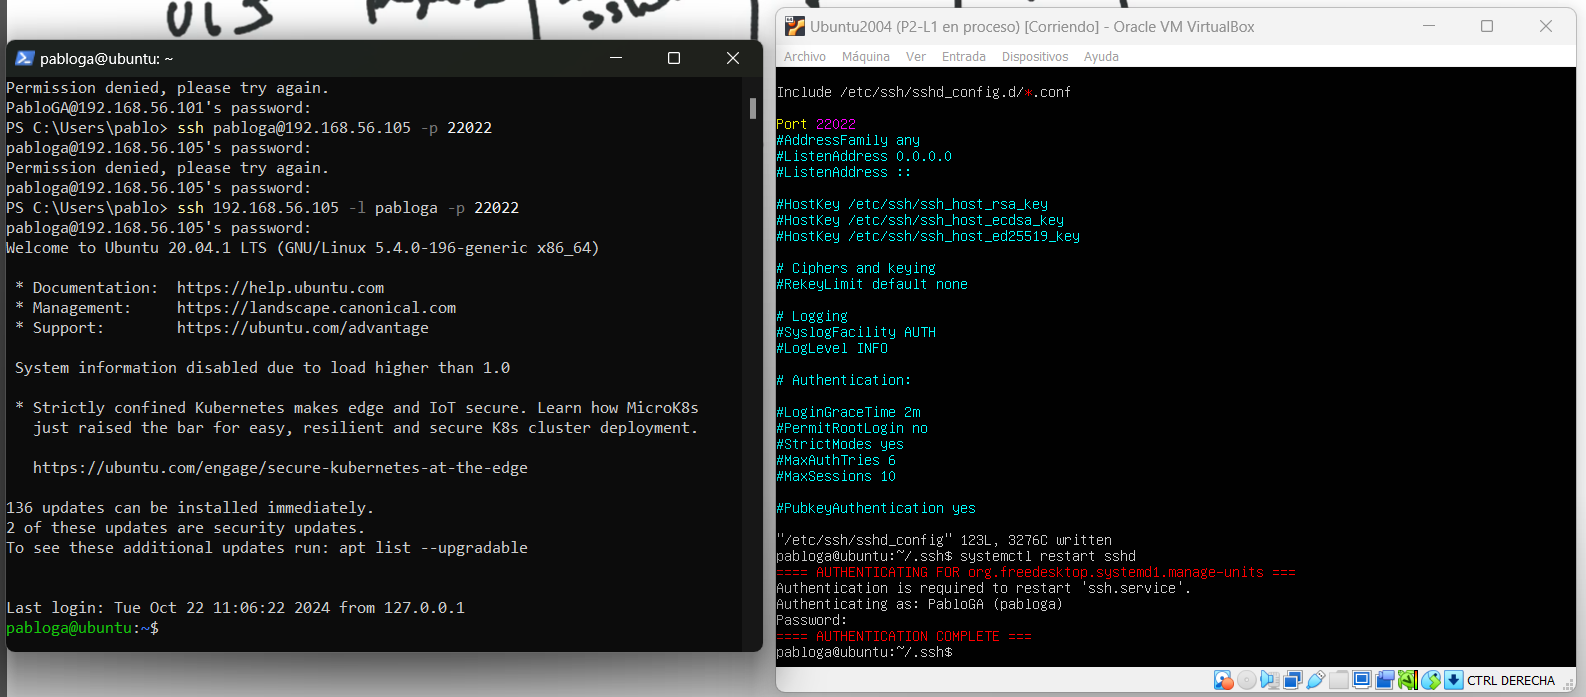 pabloga@ubuntu: ~
Permission denied, please try again.
PabloGA@192.168.56.101's password:
PS C:\Users\pablo> ssh pabloga@192.168.56.105 -p 22022
pabloga@192.168.56.105's password:
Permission denied, please try again.
pabloga@192.168.56.105's password:
PS C:\Users\pablo> ssh 192.168.56.105 -l pabloga -p 22022
pabloga@192.168.56.105's password:
Welcome to Ubuntu 20.04.1 LTS (GNU/Linux 5.4.0-196-generic x86_64)
* Documentation:  https://help.ubuntu.com
* Management:     https://landscape.canonical.com
* Support:        https://ubuntu.com/advantage
System information disabled due to load higher than 1.0
* Strictly confined Kubernetes makes edge and IoT secure. Learn how MicroK8s
just raised the bar for easy, resilient and secure K8s cluster deployment.
https://ubuntu.com/engage/secure-kubernetes-at-the-edge
136 updates can be installed immediately.
2 of these updates are security updates.
To see these additional updates run: apt list --upgradable
Last login: Tue Oct 22 11:06:22 2024 from 127.0.0.1
pabloga@ubuntu:~$
Ubuntu2004 (P2-L1 en proceso) [Corriendo] - Oracle VM VirtualBox
Archivo Máquina Ver Entrada Dispositivos Ayuda
Include /etc/ssh/sshd_config.d/*.conf
Port 22022
#AddressFamily any
#ListenAddress 0.0.0.0
#ListenAddress ::
#HostKey /etc/ssh/ssh_host_rsa_key
#HostKey /etc/ssh/ssh_host_ecdsa_key
#HostKey /etc/ssh/ssh_host_ed25519_key
# Ciphers and keying
#RekeyLimit default none
# Logging
#SyslogFacility AUTH
#LogLevel INFO
# Authentication:
#LoginGraceTime 2m
#PermitRootLogin no
#StrictModes yes
#MaxAuthTries 6
#MaxSessions 10
#PubkeyAuthentication yes
"/etc/ssh/sshd_config" 123L, 3276C written
pabloga@ubuntu:~/.ssh$ systemctl restart sshd
==== AUTHENTICATING FOR org.freedesktop.systemd1.manage-units ===
Authentication is required to restart 'ssh.service'.
Authenticating as: PabloGA (pabloga)
Password:
==== AUTHENTICATION COMPLETE ===
pabloga@ubuntu:~/.ssh$
CTRL DERECHA